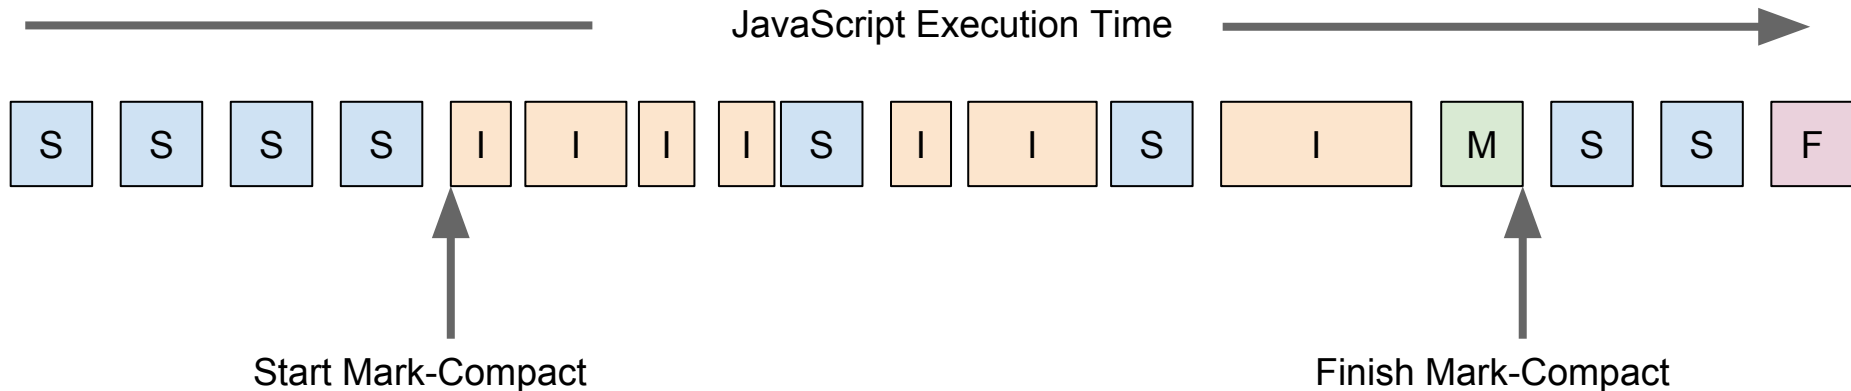 JavaScript Execution Time
S S S S I I I I S I I S I M S S F
Start Mark-Compact
Finish Mark-Compact